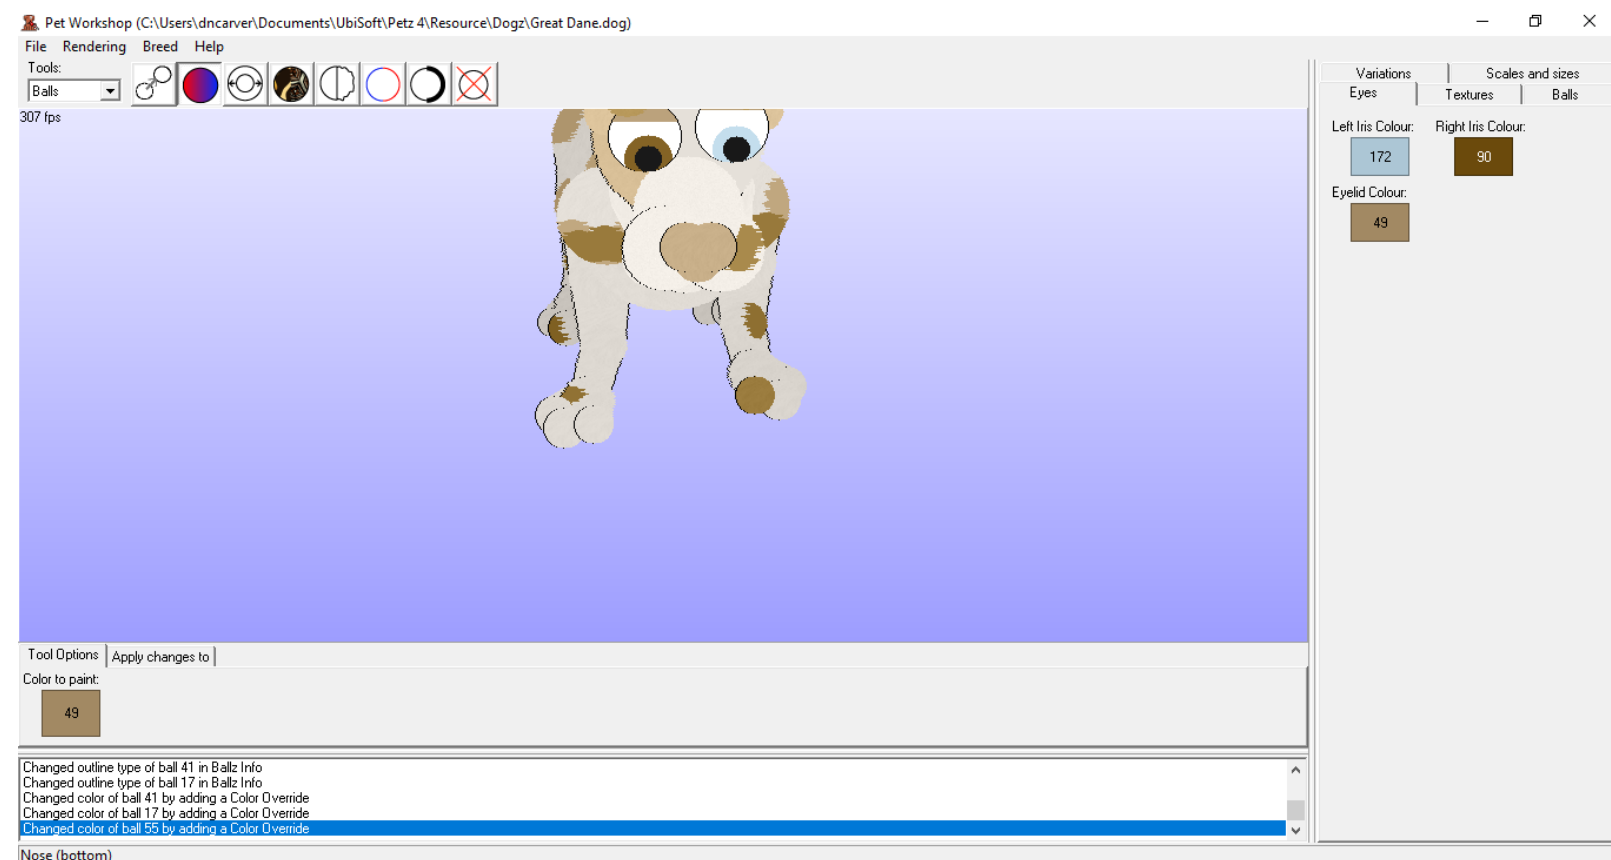 Pet Workshop (C:\Users\dncarver\Documents\UbiSoft\Petz 4\Resource\Dogz\Great Dane.dog)
File Rendering Breed Help
Tools:
Balls
307 fps
Variations Scales and sizes
Eyes Textures Balls
Left Iris Colour: Right Iris Colour:
172 90
Eyelid Colour:
49
Tool Options Apply changes to
Color to paint:
49
Changed outline type of ball 41 in Ballz Info
Changed outline type of ball 17 in Ballz Info
Changed color of ball 41 by adding a Color Override
Changed color of ball 17 by adding a Color Override
Changed color of ball 55 by adding a Color Override
Nose (bottom)